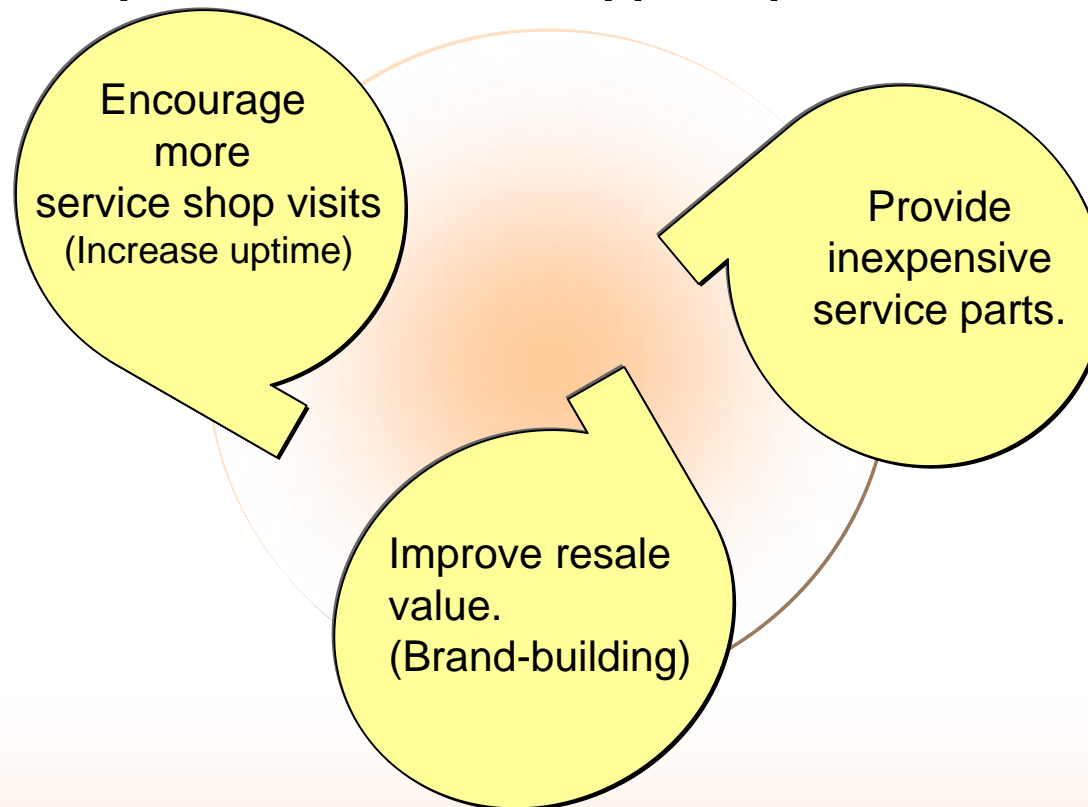 Encourage
more
service shop visits
(Increase uptime)
Provide
inexpensive
service parts.
Improve resale
value.
(Brand-building)